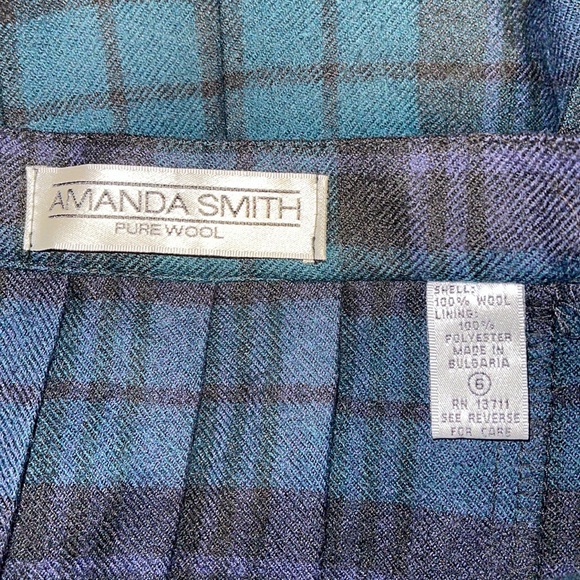 AMANDA SMITH
PURE WOOL
SHELL:
100% WOOL
LINING:
100%
POLYESTER
MADE IN
BULBARIA
6
RN 13711
SEE REVERSE
FOR CARE